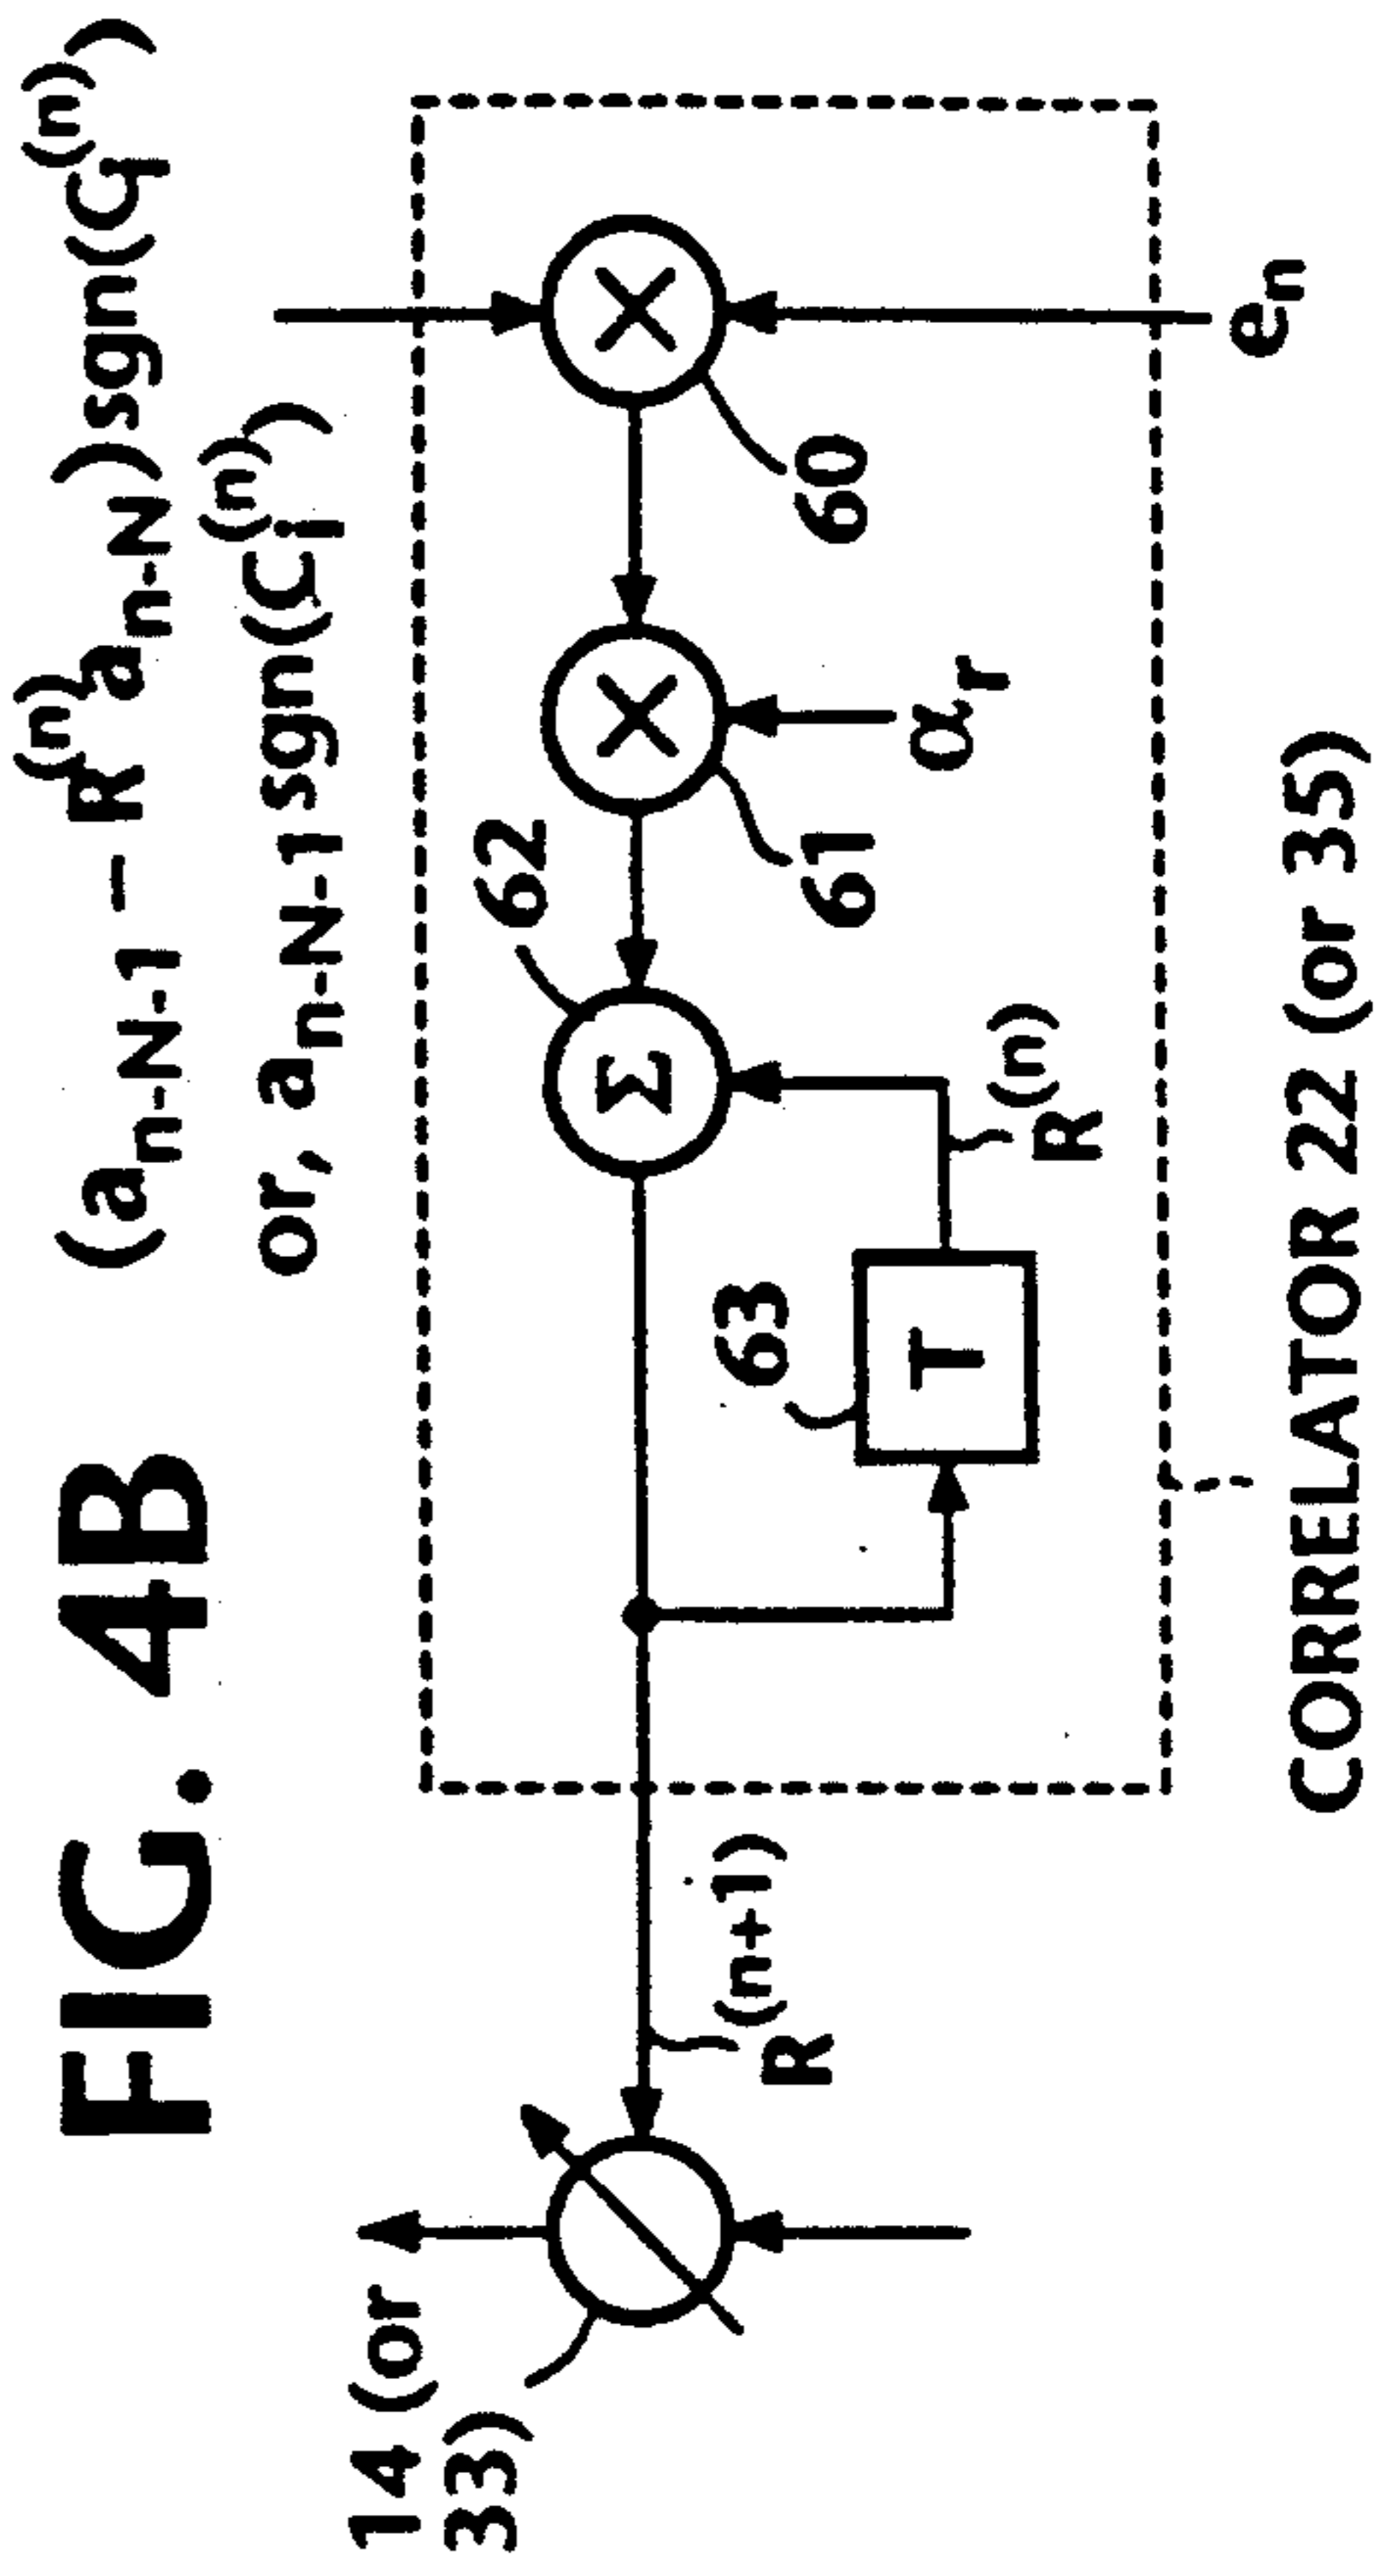 FIG. 4B
(a_{n-N-1} − R^{(n)}a_{n-N})sgn(C_i^{(n)})
or, a_{n-N-1}sgn(C_i^{(n)})
14 (or
33)
R^{(n+1)}
63
T
R^{(n)}
62
Σ
61
×
α_r
60
×
e_n
CORRELATOR 22 (or 35)